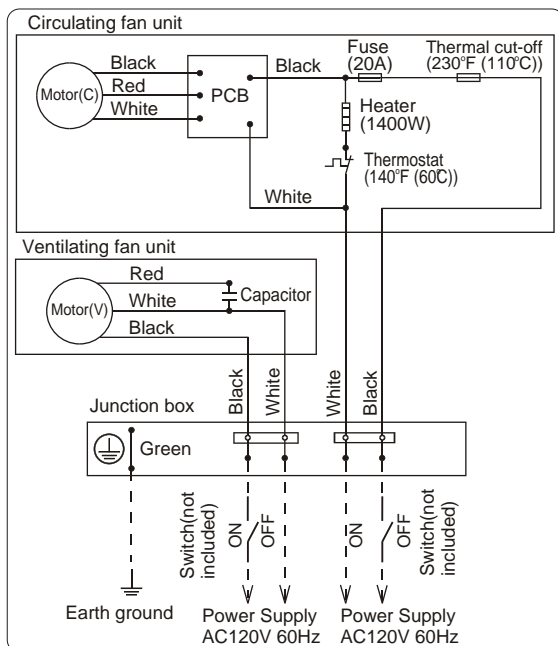 Circulating fan unit
Black
Red
White
Motor(C)
PCB
Black
Fuse
(20A)
Thermal cut-off
(230°F (110°C))
Heater
(1400W)
Thermostat
(140°F (60°C))
White
Ventilating fan unit
Red
White
Capacitor
Motor(V)
Black
Black
White
White
Black
Junction box
Green
Switch(not
included)
ON
OFF
ON
OFF
Switch(not
included)
Earth ground
Power Supply
AC120V 60Hz
Power Supply
AC120V 60Hz